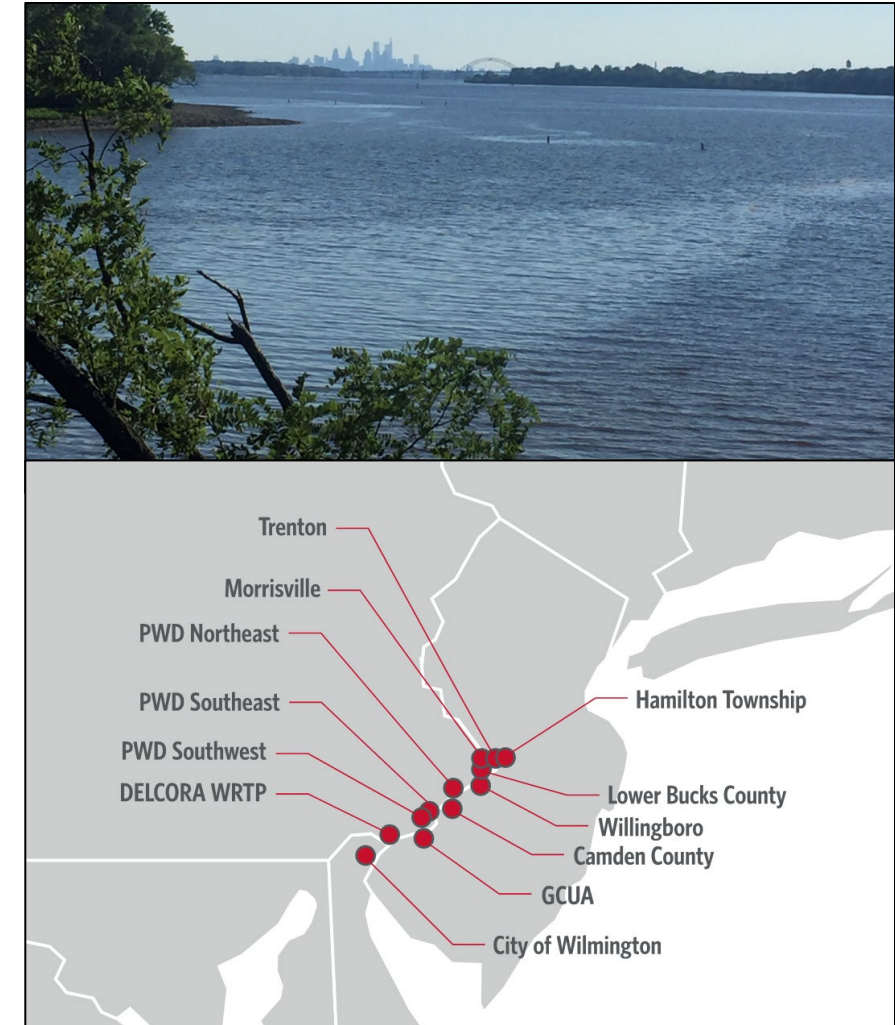 Trenton
Morrisville
PWD Northeast
PWD Southeast
PWD Southwest
DELCORA WRTP
Hamilton Township
Lower Bucks County
Willingboro
Camden County
GCUA
City of Wilmington